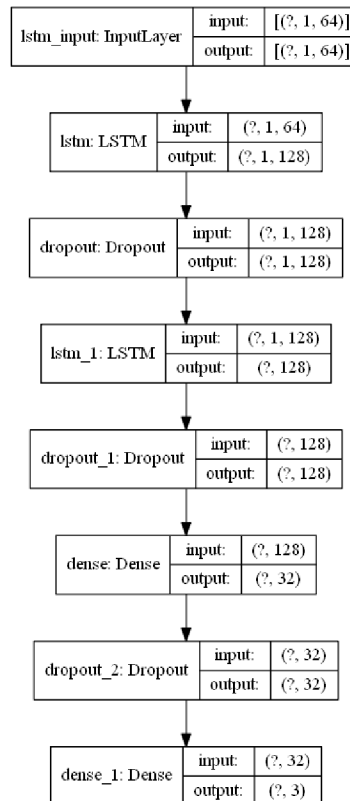 lstm_input: InputLayer
input: [(?, 1, 64)]
output: [(?, 1, 64)]
lstm: LSTM
input: (?, 1, 64)
output: (?, 1, 128)
dropout: Dropout
input: (?, 1, 128)
output: (?, 1, 128)
lstm_1: LSTM
input: (?, 1, 128)
output: (?, 128)
dropout_1: Dropout
input: (?, 128)
output: (?, 128)
dense: Dense
input: (?, 128)
output: (?, 32)
dropout_2: Dropout
input: (?, 32)
output: (?, 32)
dense_1: Dense
input: (?, 32)
output: (?, 3)